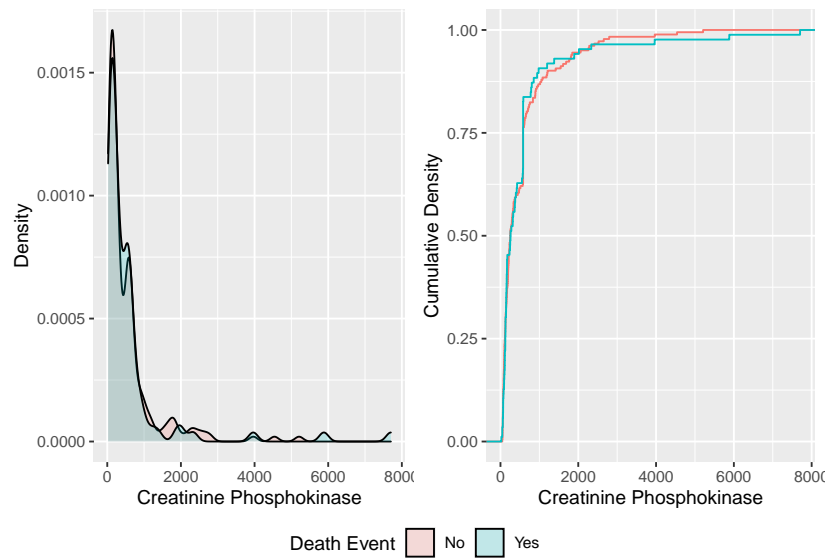 0.0015
0.0010
0.0005
0.0000
Density
0 2000 4000 6000 8000
Creatinine Phosphokinase
1.00
0.75
0.50
0.25
0.00
Cumulative Density
0 2000 4000 6000 8000
Creatinine Phosphokinase
Death Event No Yes